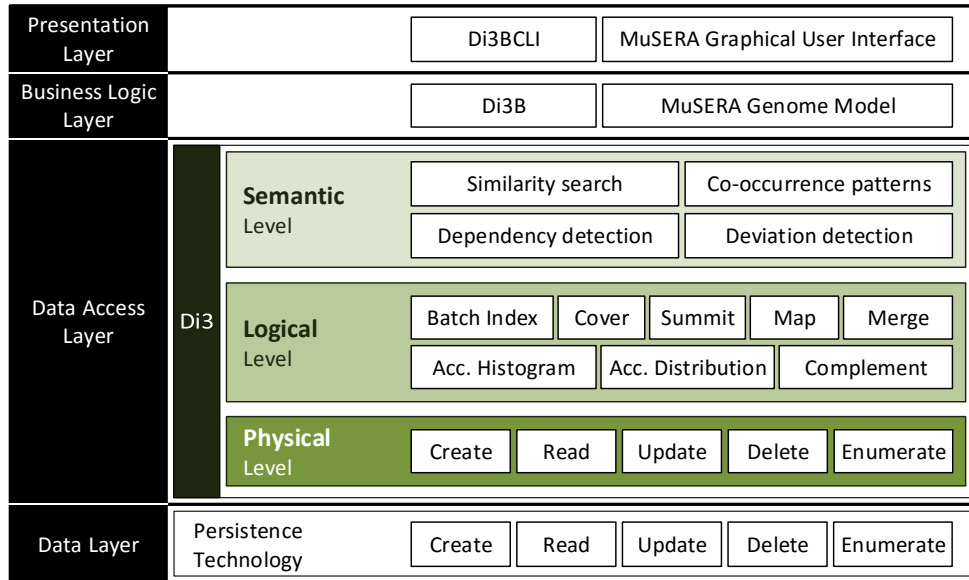 Presentation
Layer
Di3BCLI
MuSERA Graphical User Interface
Business Logic
Layer
Di3B
MuSERA Genome Model
Data Access
Layer
Di3
Semantic
Level
Similarity search
Co-occurrence patterns
Dependency detection
Deviation detection
Logical
Level
Batch Index
Cover
Summit
Map
Merge
Acc. Histogram
Acc. Distribution
Complement
Physical
Level
Create
Read
Update
Delete
Enumerate
Data Layer
Persistence
Technology
Create
Read
Update
Delete
Enumerate